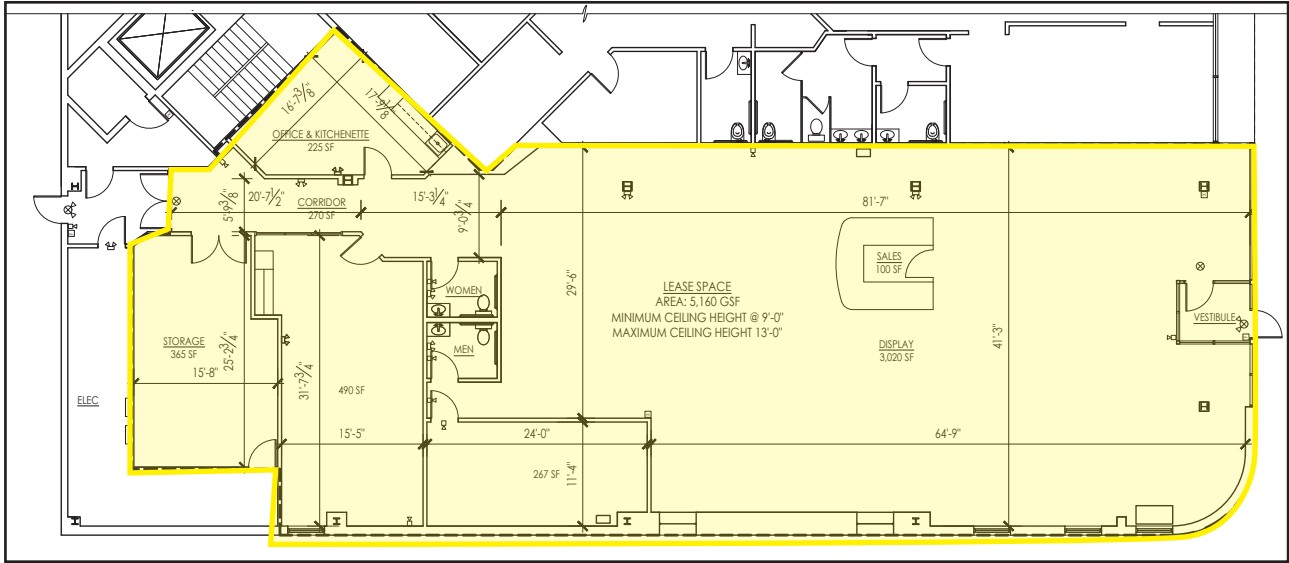 16'-7 3/8"
17'-9 1/8"
OFFICE & KITCHENETTE
225 SF
20'-7 1/2"
CORRIDOR
270 SF
5'-9 3/8"
15'-3 1/4"
9'-0 3/4"
81'-7"
SALES
100 SF
WOMEN
29'-6"
LEASE SPACE
AREA: 5,160 GSF
MINIMUM CEILING HEIGHT @ 9'-0"
MAXIMUM CEILING HEIGHT 13'-0"
VESTIBULE
STORAGE
365 SF
25'-2 3/4"
15'-8"
MEN
DISPLAY
3,020 SF
41'-3"
31'-7 3/4"
490 SF
ELEC
15'-5"
24'-0"
64'-9"
267 SF
11'-4"